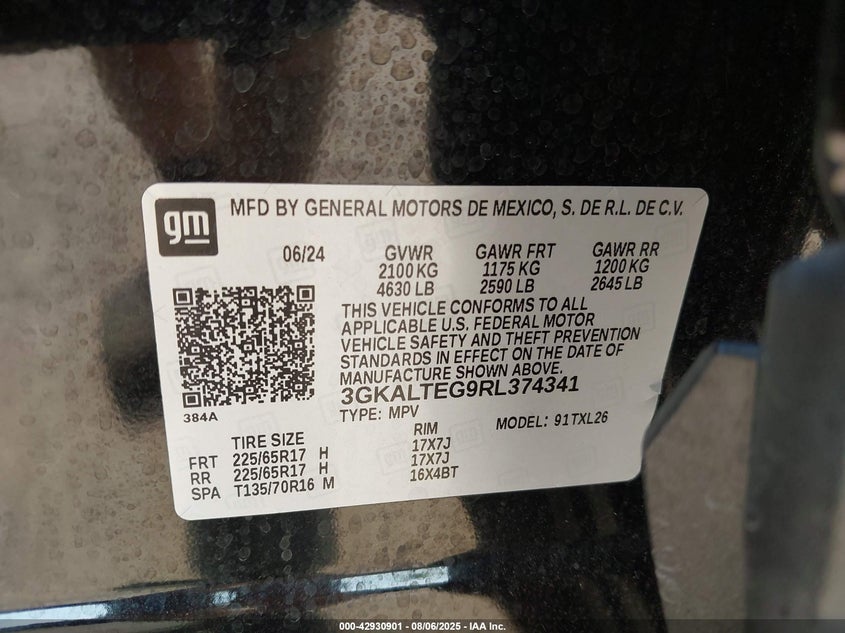 gm MFD BY GENERAL MOTORS DE MEXICO, S. DE R.L. DE C.V.
06/24 GVWR GAWR FRT GAWR RR
2100 KG 1175 KG 1200 KG
4630 LB 2590 LB 2645 LB
THIS VEHICLE CONFORMS TO ALL
APPLICABLE U.S. FEDERAL MOTOR
VEHICLE SAFETY AND THEFT PREVENTION
STANDARDS IN EFFECT ON THE DATE OF
MANUFACTURE SHOWN ABOVE.
3GKALTEG9RL374341
384A TYPE: MPV MODEL: 91TXL26
TIRE SIZE RIM
FRT 225/65R17 H 17X7J
RR 225/65R17 H 17X7J
SPA T135/70R16 M 16X4BT
000-42930901 - 08/06/2025 - IAA Inc.